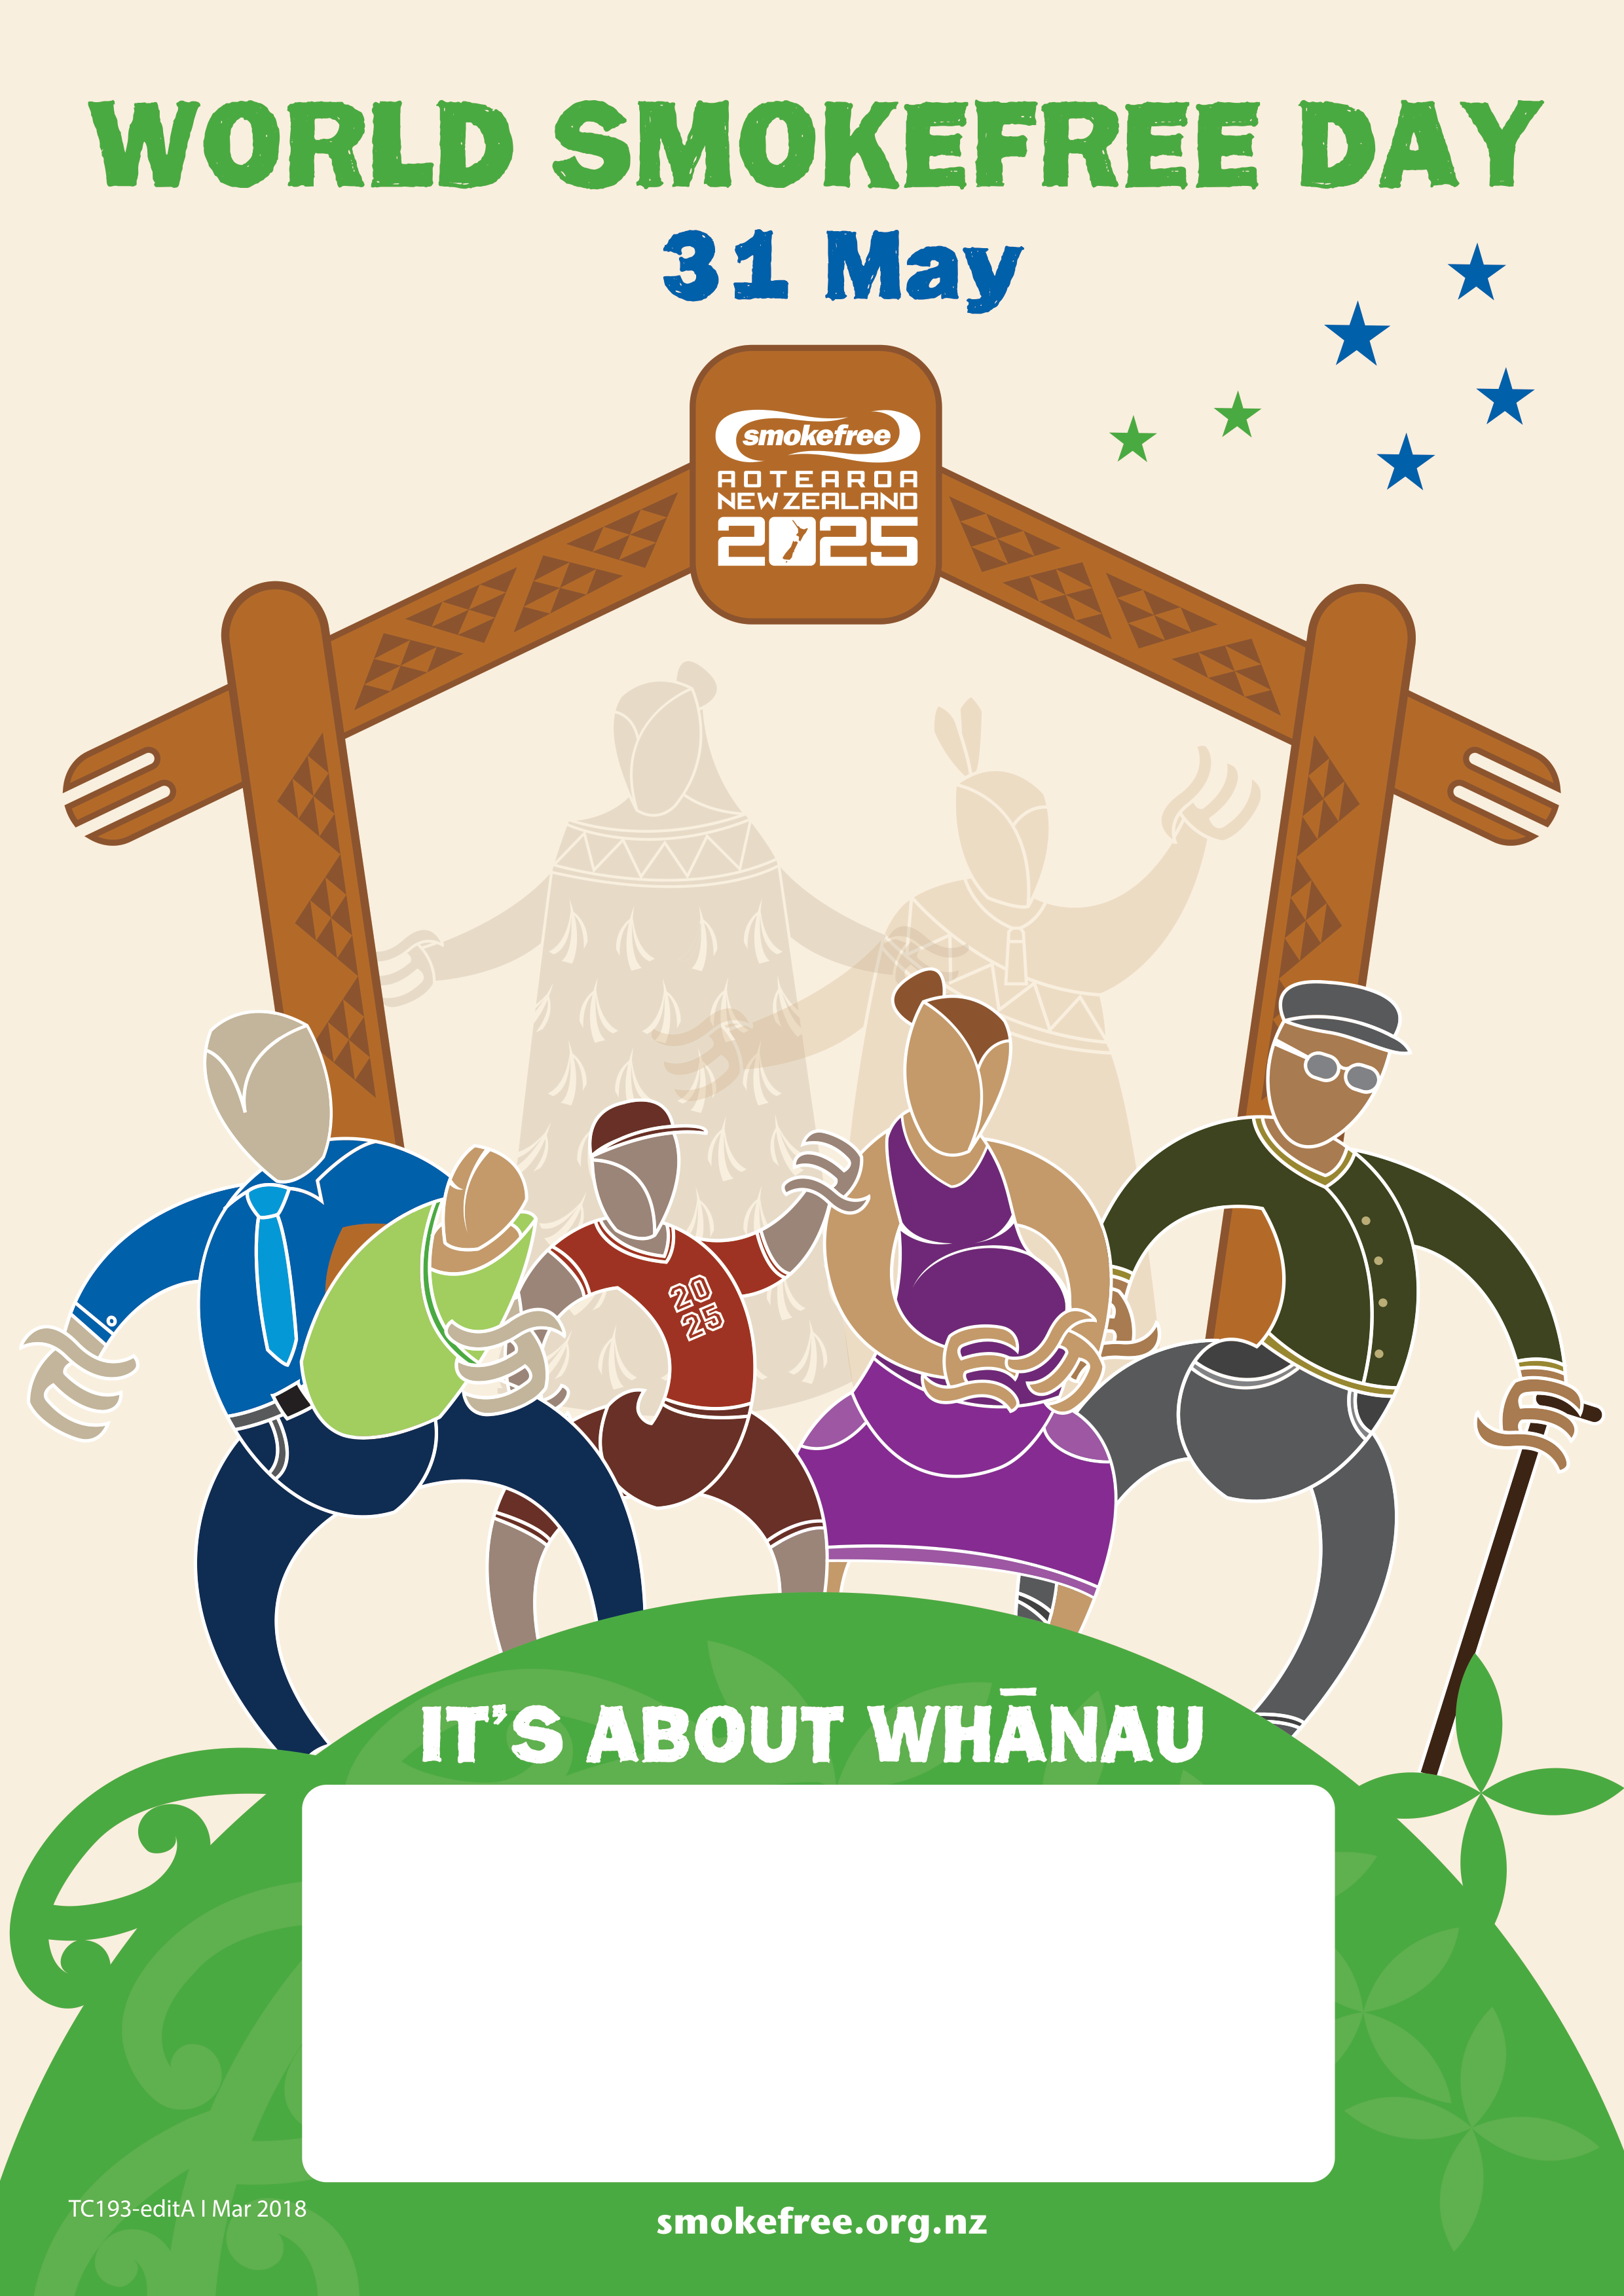 WORLD SMOKEFREE DAY
31 May
smokefree
AOTEAROA
NEW ZEALAND
2025
20
25
IT'S ABOUT WHĀNAU
TC193-editA | Mar 2018
smokefree.org.nz